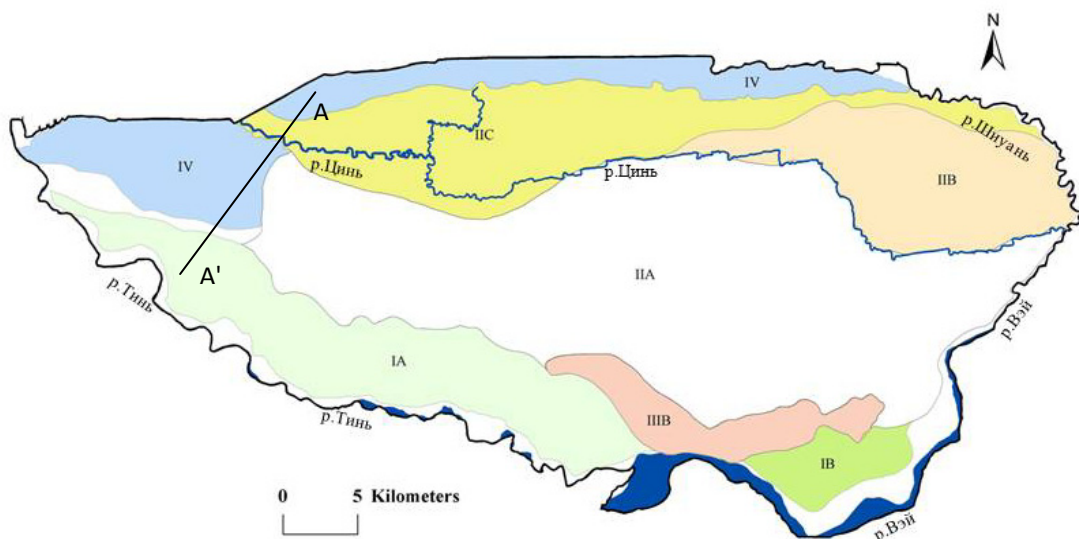 N
IV
A
IIC
р.Шиуань
р.Цинь
р.Цинь
IV
IIB
A'
IIA
р.Тинь
р.Вэй
IA
р.Тинь
IIIB
IB
0 5 Kilometers
р.Вэй